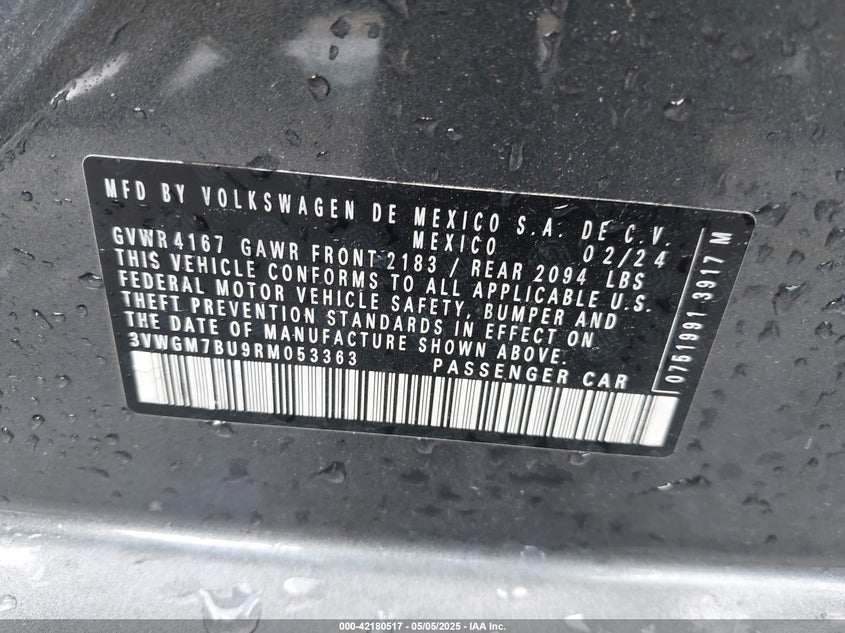 MFD BY VOLKSWAGEN DE MEXICO S.A. DE C.V.
MEXICO 02/24
GVWR 4167 GAWR FRONT 2183 / REAR 2094 LBS
THIS VEHICLE CONFORMS TO ALL APPLICABLE U.S.
FEDERAL MOTOR VEHICLE SAFETY, BUMPER AND
THEFT PREVENTION STANDARDS IN EFFECT ON
THE DATE OF MANUFACTURE SHOWN ABOVE.
3VWGM7BU9RM053363 PASSENGER CAR
0751991 3917 M
000-42180517 - 05/05/2025 - IAA Inc.